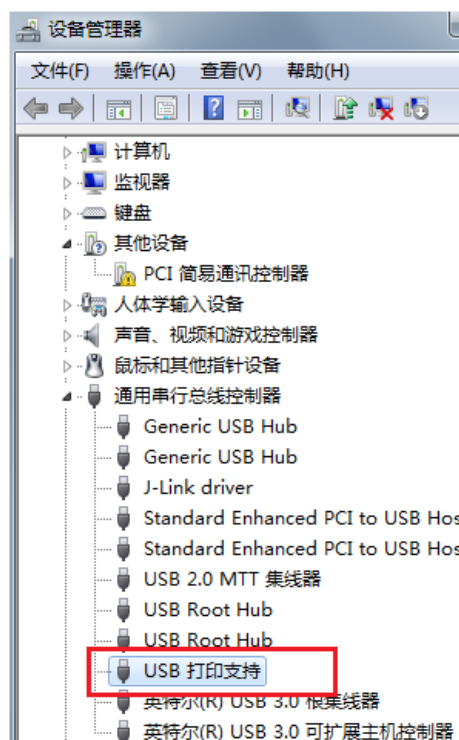 设备管理器
文件(F) 操作(A) 查看(V) 帮助(H)
计算机
监视器
键盘
其他设备
PCI 简易通讯控制器
人体学输入设备
声音、视频和游戏控制器
鼠标和其他指针设备
通用串行总线控制器
Generic USB Hub
Generic USB Hub
J-Link driver
Standard Enhanced PCI to USB Hos
Standard Enhanced PCI to USB Hos
USB 2.0 MTT 集线器
USB Root Hub
USB Root Hub
USB 打印支持
英特尔(R) USB 3.0 根集线器
英特尔(R) USB 3.0 可扩展主机控制器